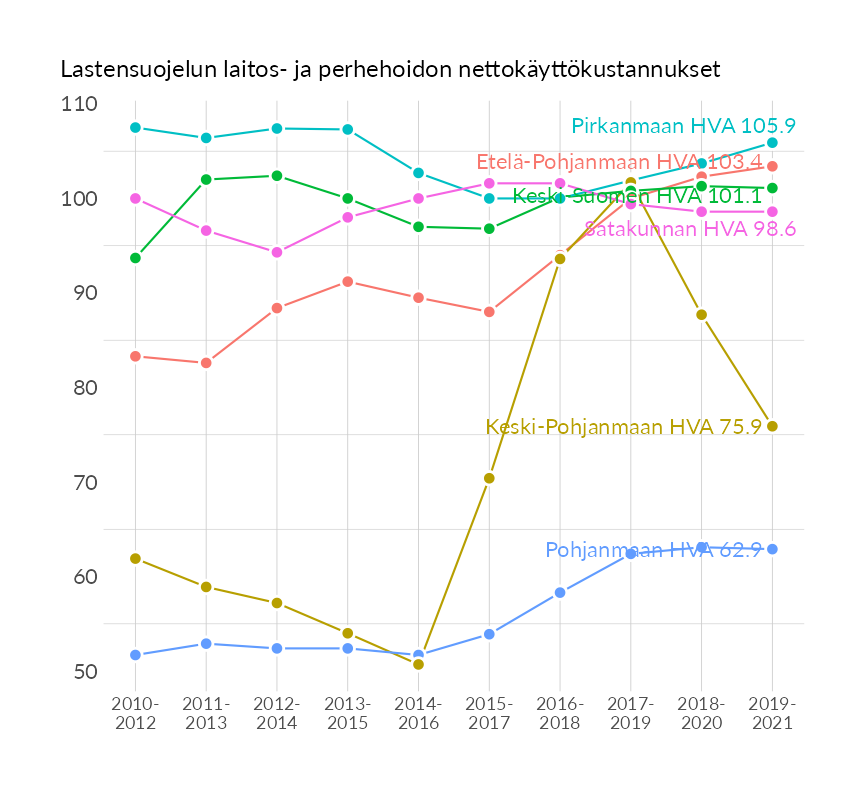 Lastensuojelun laitos- ja perhehoidon nettokäyttökustannukset
110
100
90
80
70
60
50
Pirkanmaan HVA 105.9
Etelä-Pohjanmaan HVA 103.4
Keski-Suomen HVA 101.1
Satakunnan HVA 98.6
Keski-Pohjanmaan HVA 75.9
Pohjanmaan HVA 62.9
2010- 2011- 2012- 2013- 2014- 2015- 2016- 2017- 2018- 2019-
2012 2013 2014 2015 2016 2017 2018 2019 2020 2021